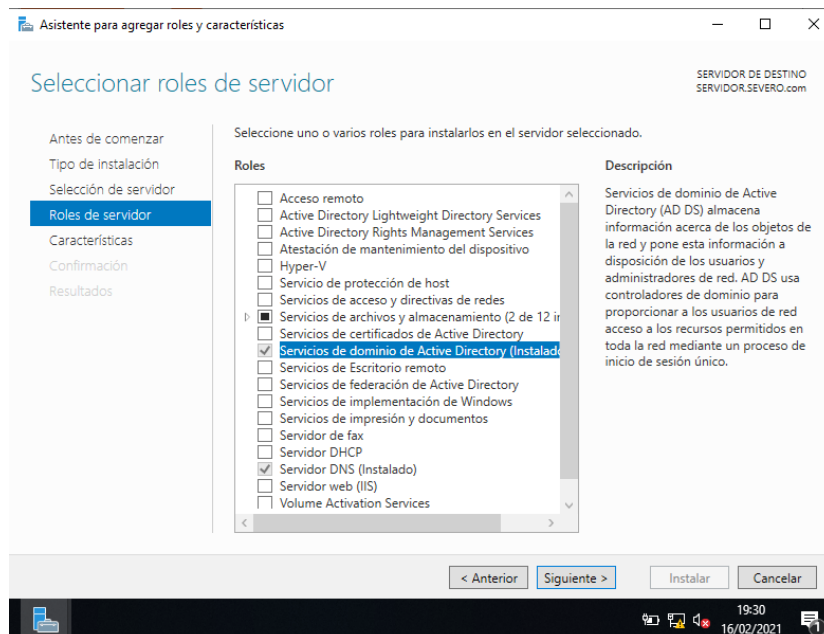 Asistente para agregar roles y características
Seleccionar roles de servidor
SERVIDOR DE DESTINO
SERVIDOR.SEVERO.com
Antes de comenzar
Tipo de instalación
Selección de servidor
Roles de servidor
Características
Confirmación
Resultados
Seleccione uno o varios roles para instalarlos en el servidor seleccionado.
Roles
Acceso remoto
Active Directory Lightweight Directory Services
Active Directory Rights Management Services
Atestación de mantenimiento del dispositivo
Hyper-V
Servicio de protección de host
Servicios de acceso y directivas de redes
Servicios de archivos y almacenamiento (2 de 12 in
Servicios de certificados de Active Directory
Servicios de dominio de Active Directory (Instalado
Servicios de Escritorio remoto
Servicios de federación de Active Directory
Servicios de implementación de Windows
Servicios de impresión y documentos
Servidor de fax
Servidor DHCP
Servidor DNS (Instalado)
Servidor web (IIS)
Volume Activation Services
Descripción
Servicios de dominio de Active
Directory (AD DS) almacena
información acerca de los objetos de
la red y pone esta información a
disposición de los usuarios y
administradores de red. AD DS usa
controladores de dominio para
proporcionar a los usuarios de red
acceso a los recursos permitidos en
toda la red mediante un proceso de
inicio de sesión único.
< Anterior
Siguiente >
Instalar
Cancelar
19:30
16/02/2021
1